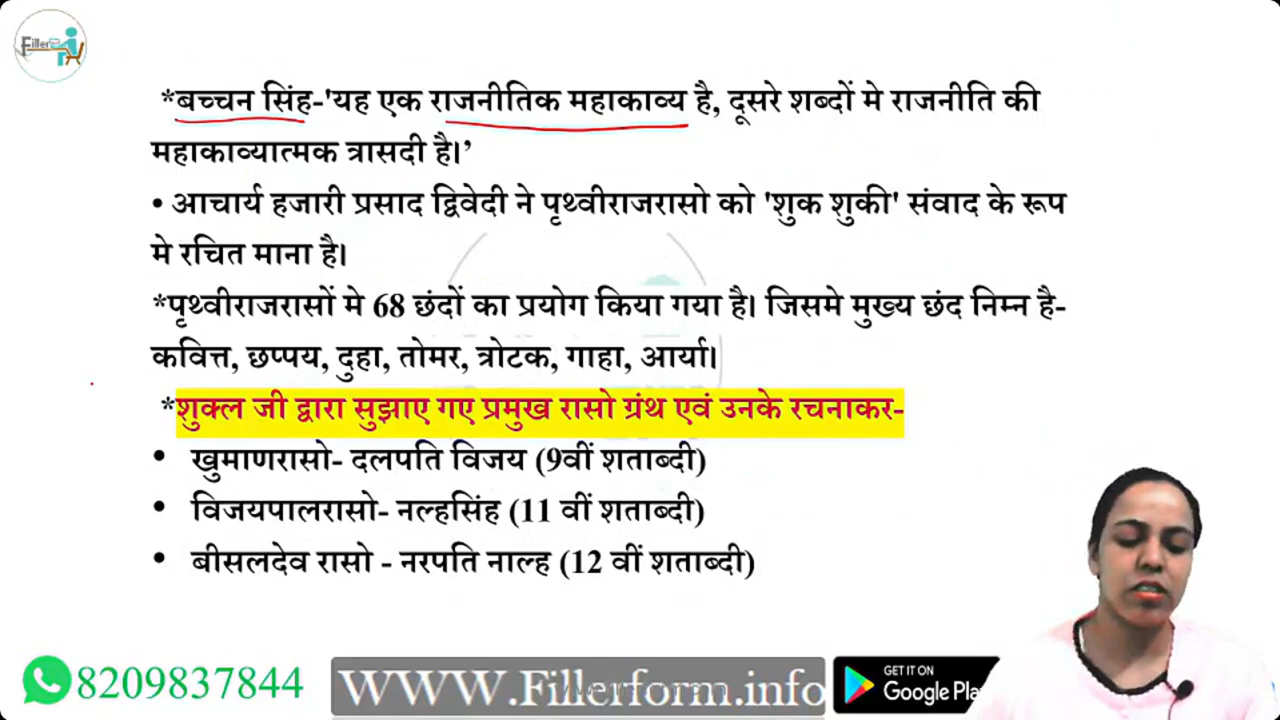 Fillerform
*बच्चन सिंह-'यह एक राजनीतिक महाकाव्य है, दूसरे शब्दों मे राजनीति की
महाकाव्यात्मक त्रासदी है।’
• आचार्य हजारी प्रसाद द्विवेदी ने पृथ्वीराजरासो को 'शुक शुकी' संवाद के रूप
मे रचित माना है।
*पृथ्वीराजरासों मे 68 छंदों का प्रयोग किया गया है। जिसमे मुख्य छंद निम्न है-
कवित्त, छप्पय, दुहा, तोमर, त्रोटक, गाहा, आर्या।
*शुक्ल जी द्वारा सुझाए गए प्रमुख रासो ग्रंथ एवं उनके रचनाकर-
• खुमाणरासो- दलपति विजय (9वीं शताब्दी)
• विजयपालरासो- नल्हसिंह (11 वीं शताब्दी)
• बीसलदेव रासो - नरपति नाल्ह (12 वीं शताब्दी)
8209837844
WWW.Fillerform.info
GET IT ON
Google Pla